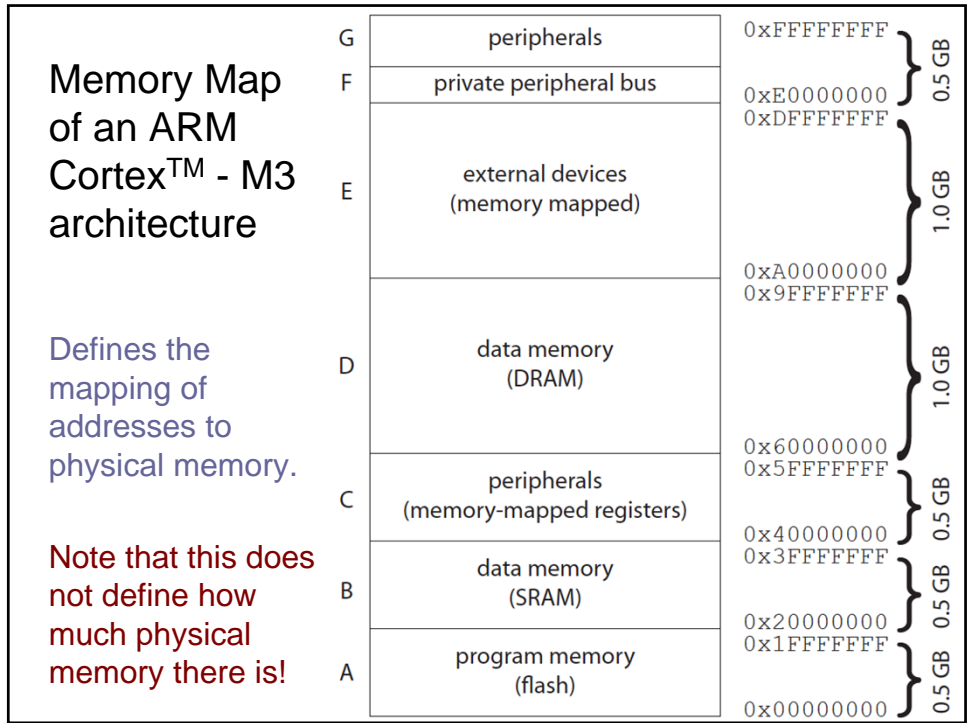 Memory Map
of an ARM
Cortex™ - M3
architecture
Defines the
mapping of
addresses to
physical memory.
Note that this does
not define how
much physical
memory there is!
G
peripherals
0xFFFFFFFF
0.5 GB
F
private peripheral bus
0xE0000000
0xDFFFFFFF
E
external devices
(memory mapped)
1.0 GB
0xA0000000
0x9FFFFFFF
D
data memory
(DRAM)
1.0 GB
0x60000000
0x5FFFFFFF
C
peripherals
(memory-mapped registers)
0.5 GB
0x40000000
0x3FFFFFFF
B
data memory
(SRAM)
0.5 GB
0x20000000
0x1FFFFFFF
A
program memory
(flash)
0.5 GB
0x00000000